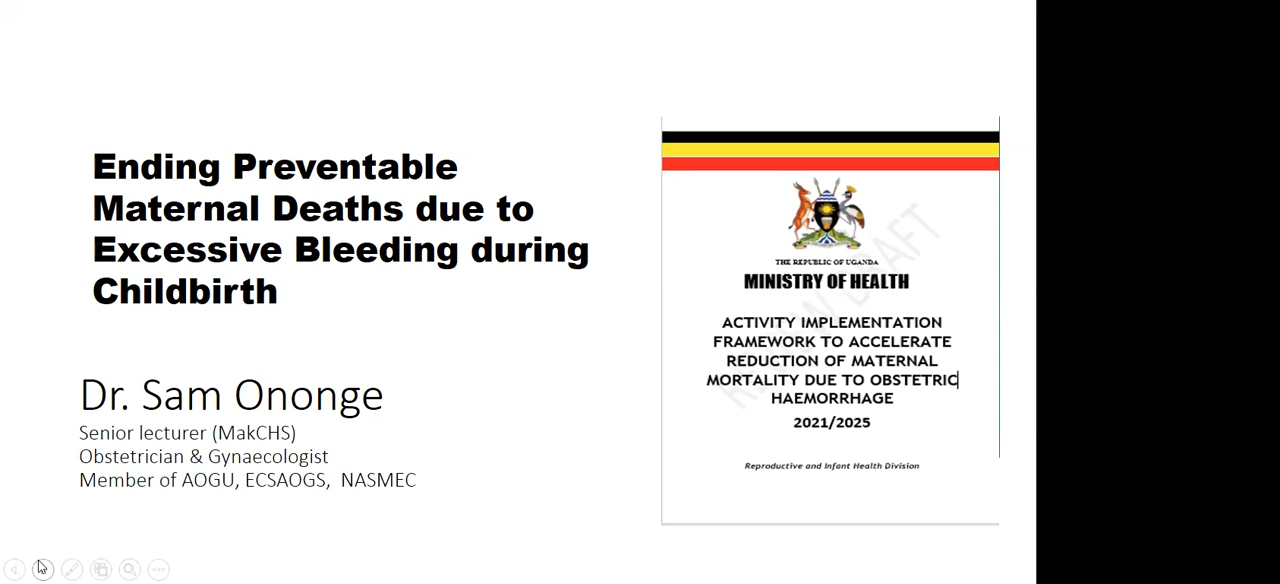 Ending Preventable
Maternal Deaths due to
Excessive Bleeding during
Childbirth
Dr. Sam Ononge
Senior lecturer (MakCHS)
Obstetrician & Gynaecologist
Member of AOGU, ECSAOGS, NASMEC
THE REPUBLIC OF UGANDA
MINISTRY OF HEALTH
ACTIVITY IMPLEMENTATION
FRAMEWORK TO ACCELERATE
REDUCTION OF MATERNAL
MORTALITY DUE TO OBSTETRIC
HAEMORRHAGE
2021/2025
Reproductive and Infant Health Division
DRAFT